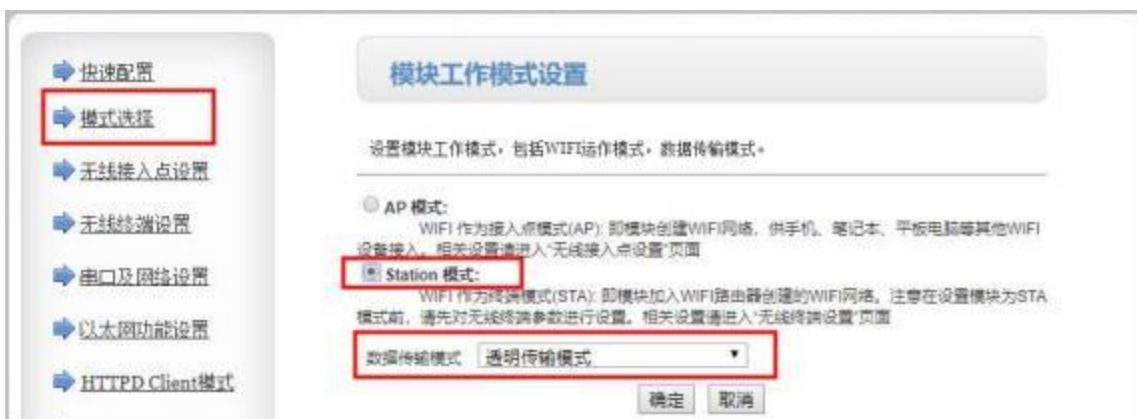 快速配置
模式选择
无线接入点设置
无线终端设置
串口及网络设置
以太网功能设置
HTTPD Client模式
模块工作模式设置
设置模块工作模式，包括WIFI运作模式，数据传输模式。
AP 模式:
WIFI 作为接入点模式(AP): 即模块创建WIFI网络，供手机、笔记本、平板电脑等其他WIFI
设备接入。相关设置请进入"无线接入点设置"页面
Station 模式:
WIFI 作为终端模式(STA): 即模块加入WIFI路由器创建的WIFI网络。注意在设置模块为STA
模式前，请先对无线终端参数进行设置。相关设置请进入"无线终端设置"页面
数据传输模式 透明传输模式
确定 取消